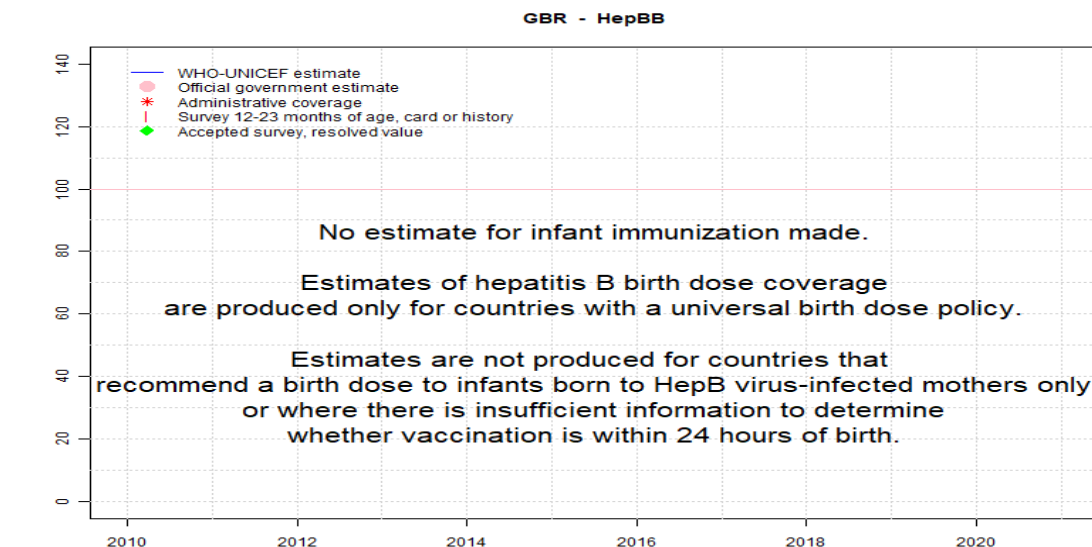 GBR - HepBB
WHO-UNICEF estimate
Official government estimate
Administrative coverage
Survey 12-23 months of age, card or history
Accepted survey, resolved value
140
120
100
80
60
40
20
0
No estimate for infant immunization made.
Estimates of hepatitis B birth dose coverage
are produced only for countries with a universal birth dose policy.
Estimates are not produced for countries that
recommend a birth dose to infants born to HepB virus-infected mothers only
or where there is insufficient information to determine
whether vaccination is within 24 hours of birth.
2010 2012 2014 2016 2018 2020